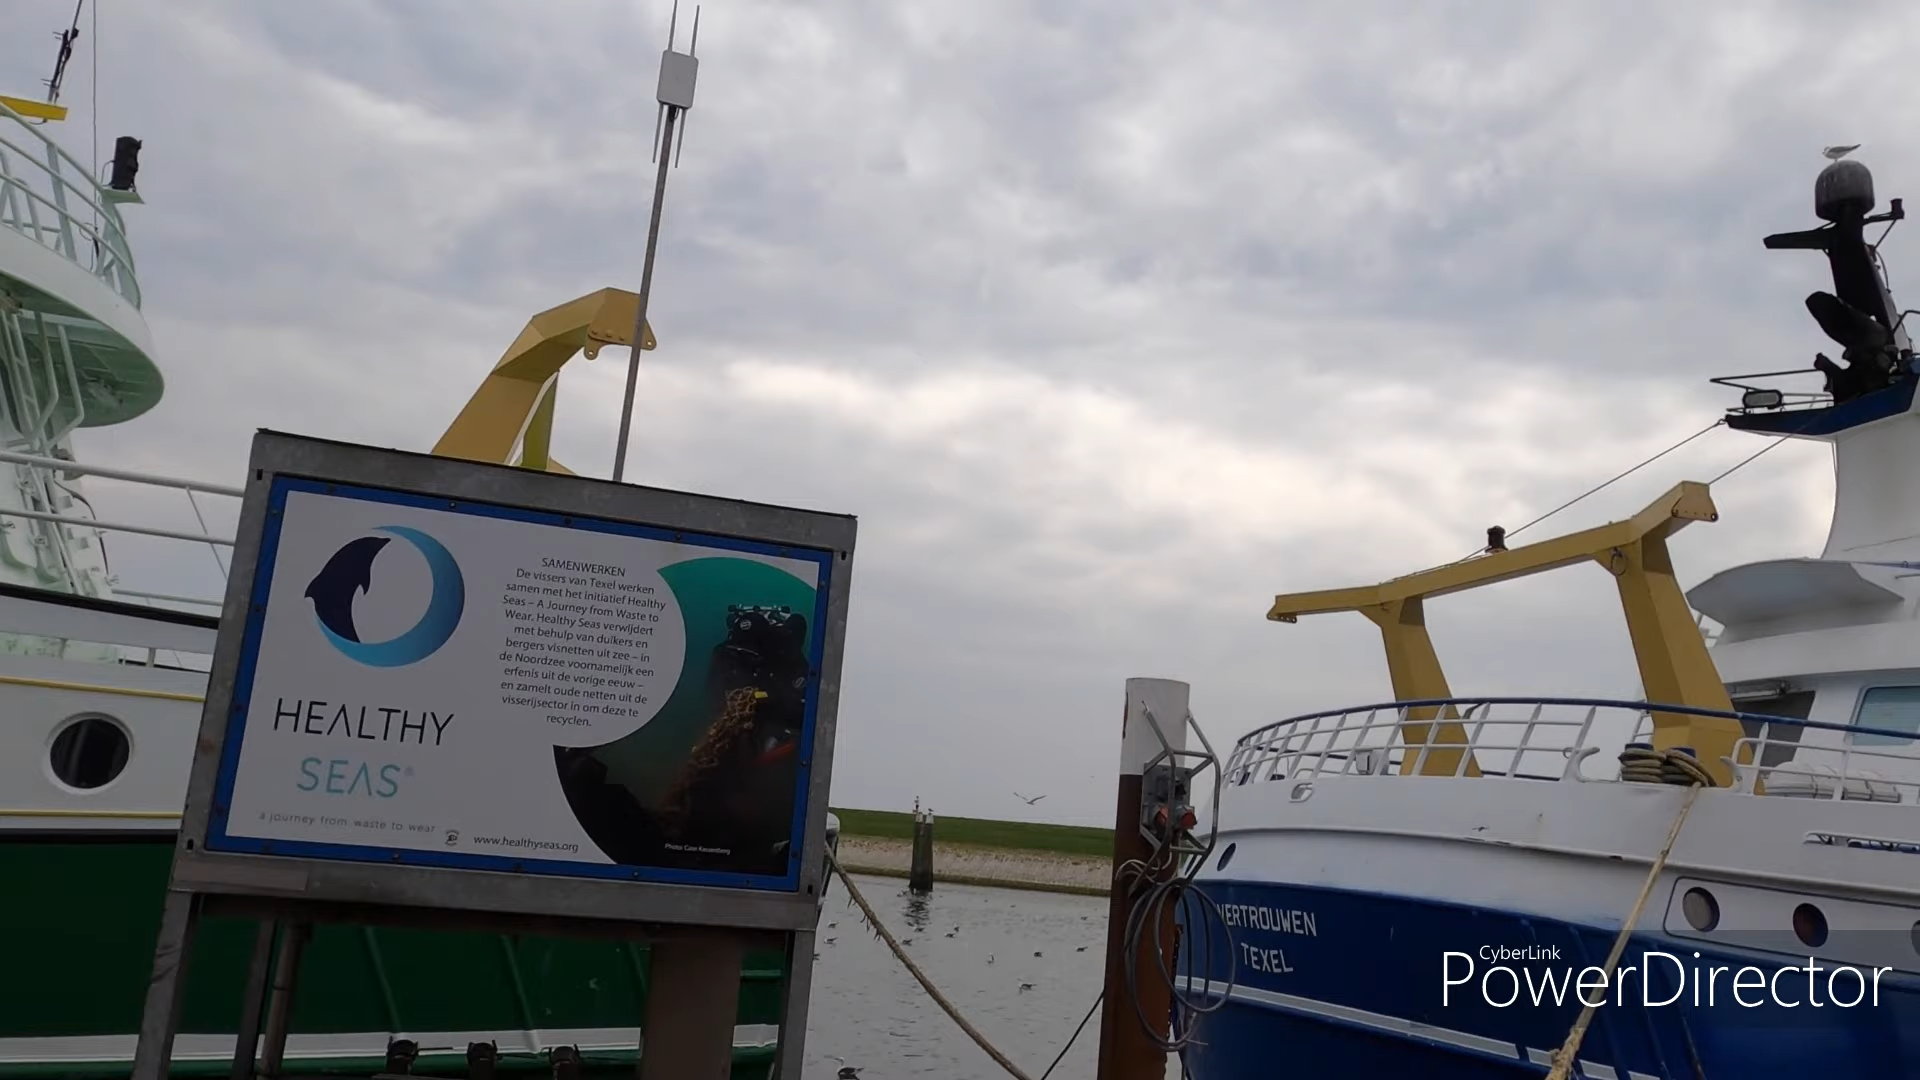 SAMENWERKEN
De vissers van Texel werken
samen met het initiatief Healthy
Seas – A Journey from Waste to
Wear. Healthy Seas verwijdert
met behulp van duikers en
bergers visnetten uit zee – in
de Noordzee voornamelijk een
erfenis uit de vorige eeuw –
en zamelt oude netten uit de
visserijsector in om deze te
recyclen.
HEALTHY
SEAS®
a journey from waste to wear
www.healthyseas.org
Photo: Cor Kuyvenhoven
VERTROUWEN
TEXEL
CyberLink
PowerDirector